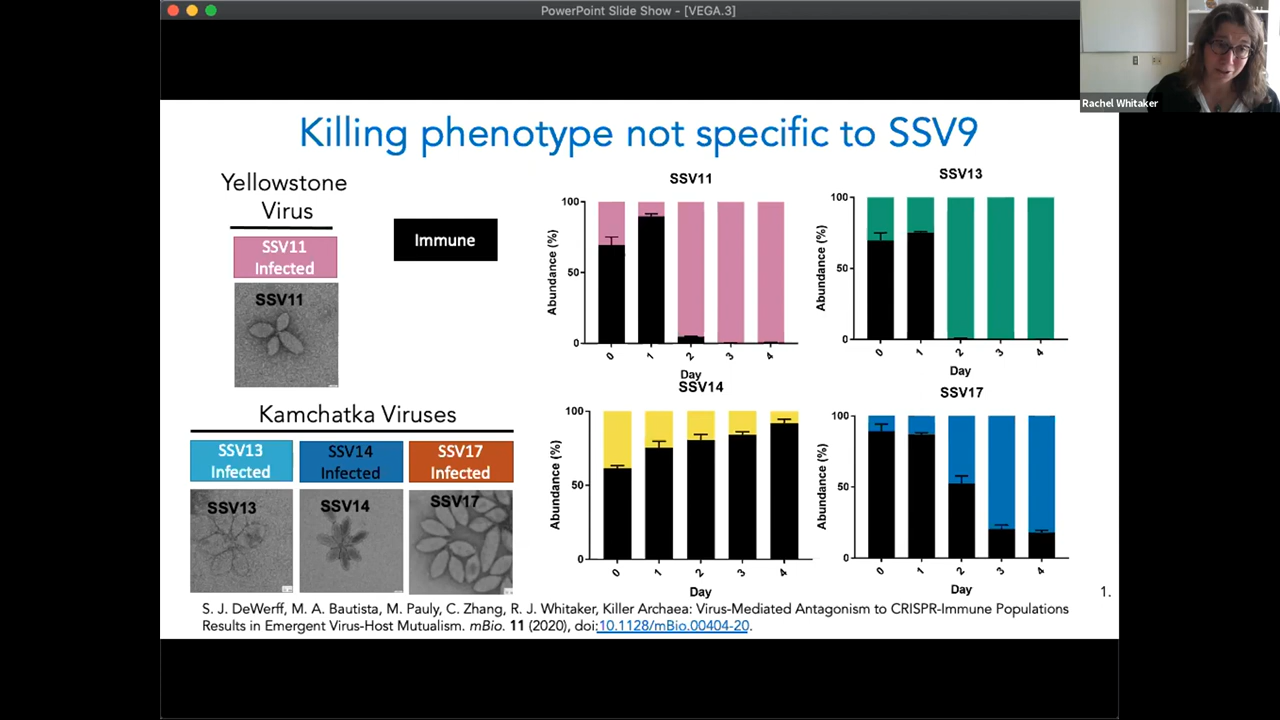 PowerPoint Slide Show - [VEGA.3]
Rachel Whitaker
Killing phenotype not specific to SSV9
Yellowstone
Virus
SSV11
Infected
SSV11
Immune
Kamchatka Viruses
SSV13
Infected
SSV14
Infected
SSV17
Infected
SSV13
SSV14
SSV17
SSV11
Abundance (%)
100
50
0
0 1 2 3 4
Day
SSV13
Abundance (%)
100
50
0
0 1 2 3 4
Day
SSV14
Abundance (%)
100
50
0
0 1 2 3 4
Day
SSV17
Abundance (%)
100
50
0
0 1 2 3 4
Day
1.
S. J. DeWerff, M. A. Bautista, M. Pauly, C. Zhang, R. J. Whitaker, Killer Archaea: Virus-Mediated Antagonism to CRISPR-Immune Populations
Results in Emergent Virus-Host Mutualism. mBio. 11 (2020), doi:10.1128/mBio.00404-20.